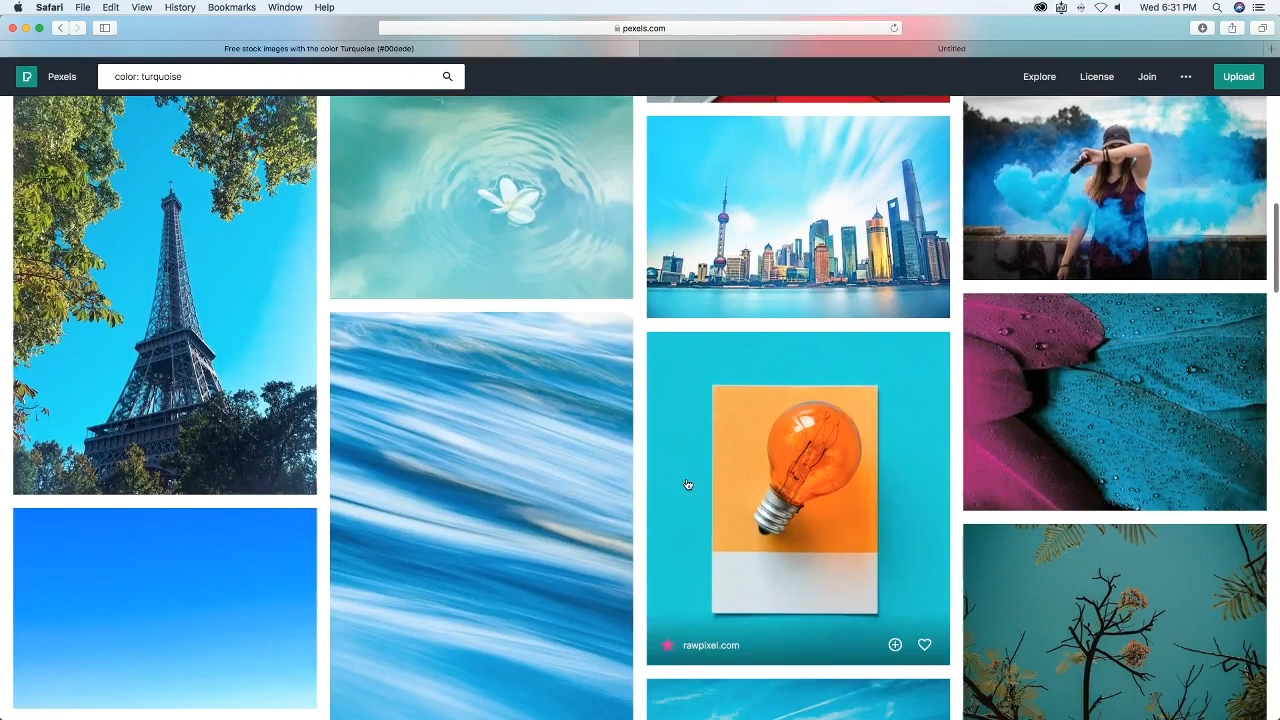 Safari File Edit View History Bookmarks Window Help Wed 6:31 PM
pexels.com
Free stock images with the color Turquoise (#00dede) Untitled
Pexels color: turquoise Explore License Join ••• Upload
rawpixel.com